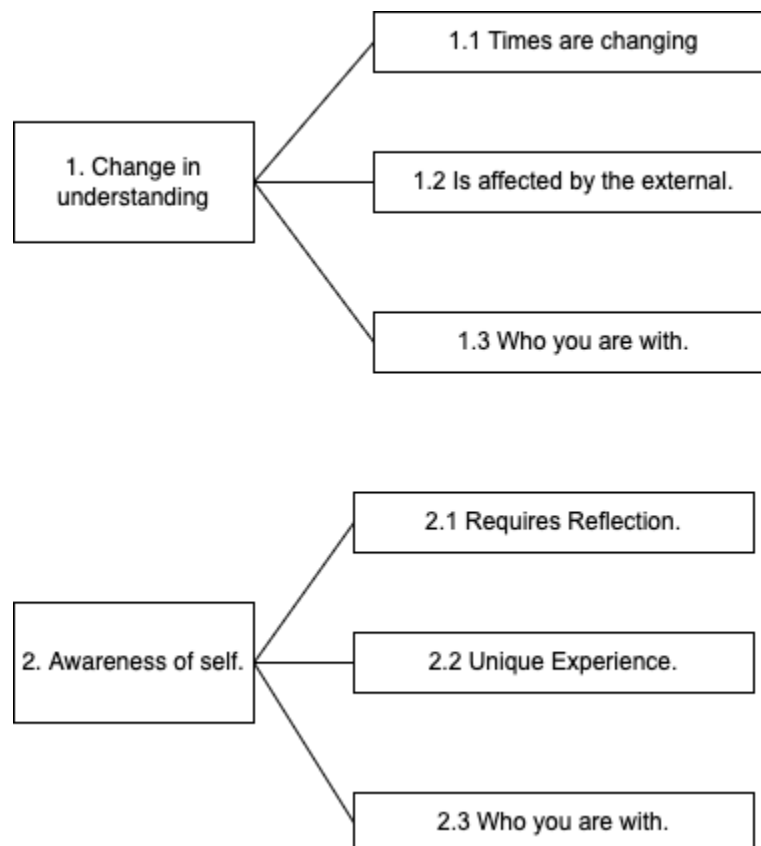 1.1 Times are changing
1. Change in
understanding
1.2 Is affected by the external.
1.3 Who you are with.
2.1 Requires Reflection.
2. Awareness of self.
2.2 Unique Experience.
2.3 Who you are with.